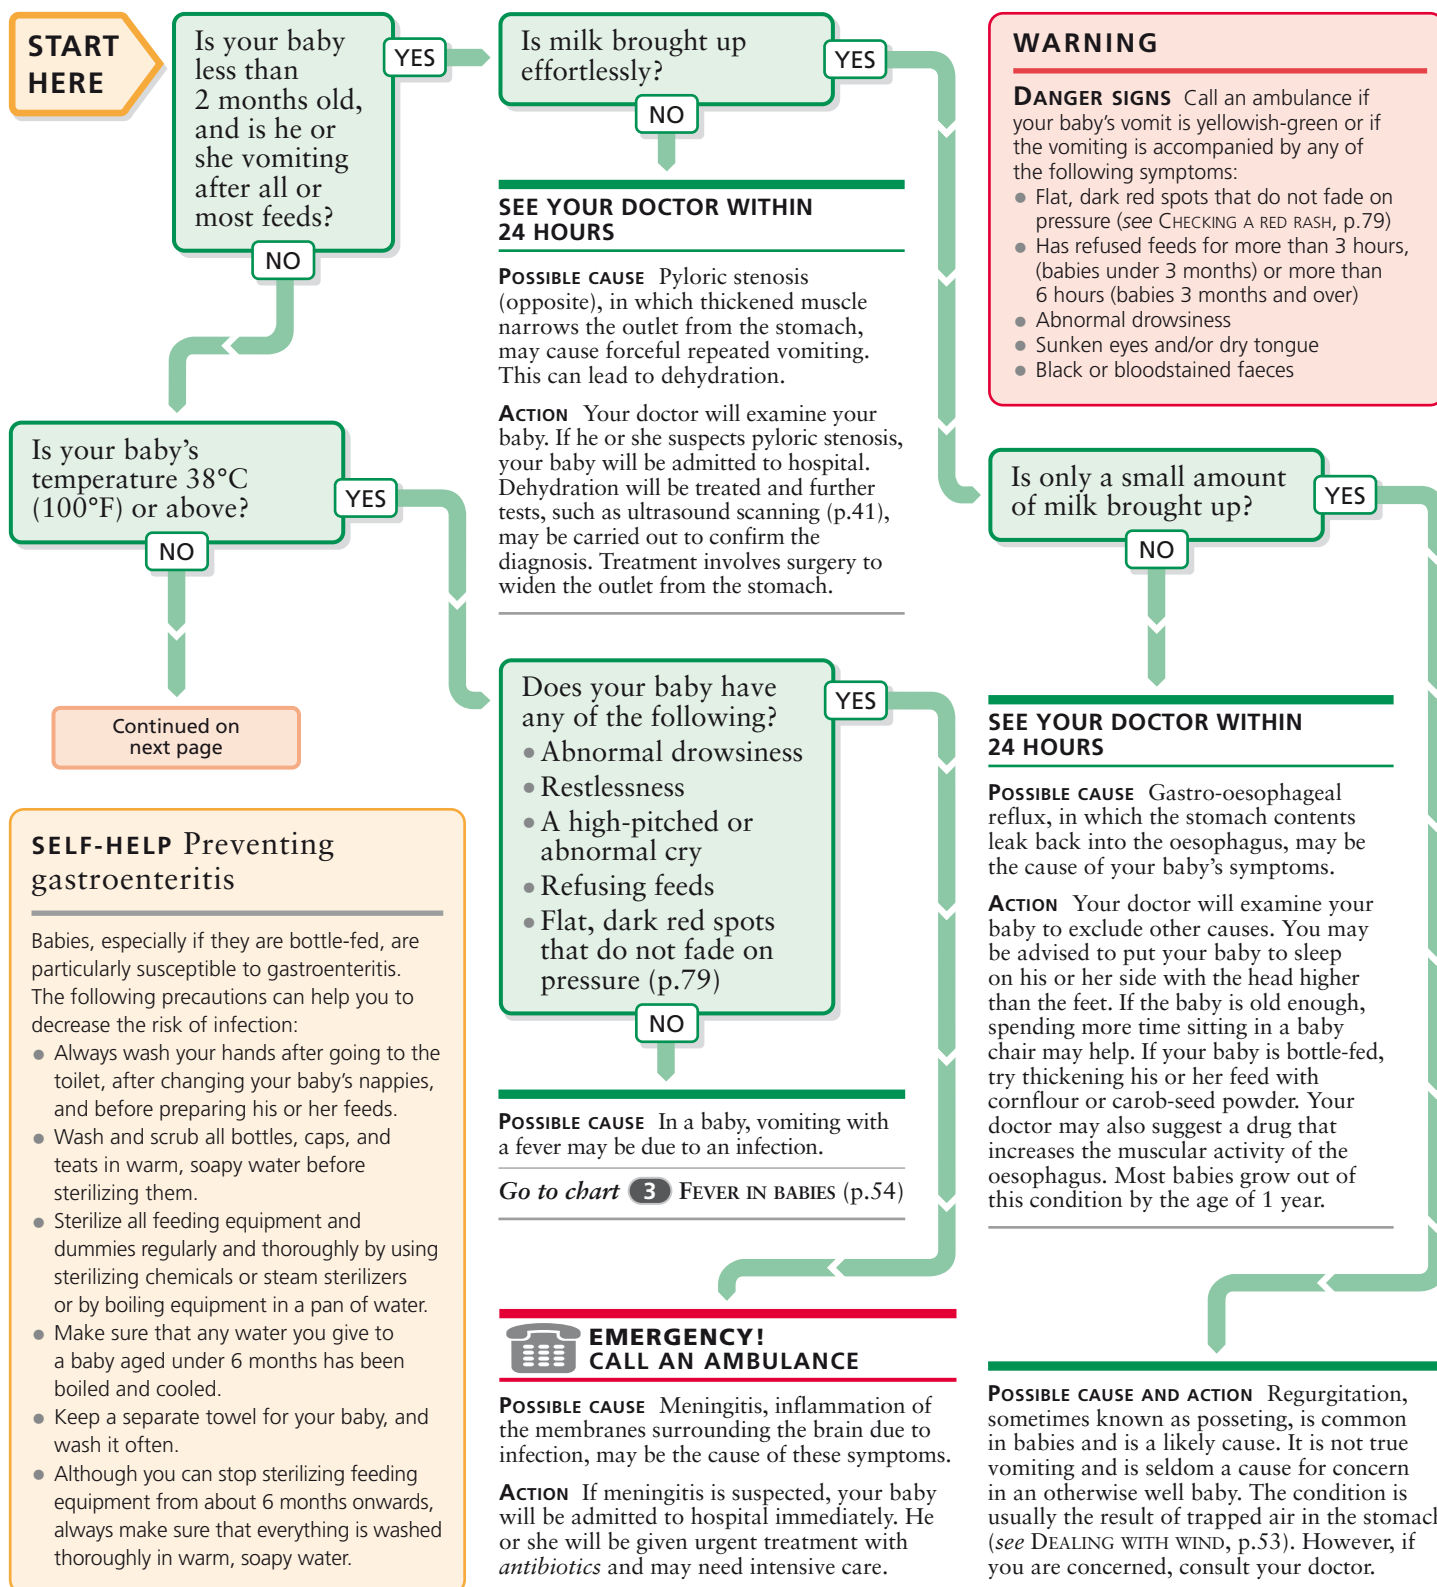 START
HERE
Is your baby
less than
2 months old,
and is he or
she vomiting
after all or
most feeds?
YES
NO
Is milk brought up
effortlessly?
YES
NO
WARNING
DANGER SIGNS Call an ambulance if
your baby's vomit is yellowish-green or if
the vomiting is accompanied by any of
the following symptoms:
• Flat, dark red spots that do not fade on
pressure (see CHECKING A RED RASH, p.79)
• Has refused feeds for more than 3 hours,
(babies under 3 months) or more than
6 hours (babies 3 months and over)
• Abnormal drowsiness
• Sunken eyes and/or dry tongue
• Black or bloodstained faeces
SEE YOUR DOCTOR WITHIN
24 HOURS
POSSIBLE CAUSE Pyloric stenosis
(opposite), in which thickened muscle
narrows the outlet from the stomach,
may cause forceful repeated vomiting.
This can lead to dehydration.
ACTION Your doctor will examine your
baby. If he or she suspects pyloric stenosis,
your baby will be admitted to hospital.
Dehydration will be treated and further
tests, such as ultrasound scanning (p.41),
may be carried out to confirm the
diagnosis. Treatment involves surgery to
widen the outlet from the stomach.
Is your baby's
temperature 38°C
(100°F) or above?
YES
NO
Continued on
next page
Is only a small amount
of milk brought up?
YES
NO
Does your baby have
any of the following?
• Abnormal drowsiness
• Restlessness
• A high-pitched or
abnormal cry
• Refusing feeds
• Flat, dark red spots
that do not fade on
pressure (p.79)
YES
NO
SEE YOUR DOCTOR WITHIN
24 HOURS
POSSIBLE CAUSE Gastro-oesophageal
reflux, in which the stomach contents
leak back into the oesophagus, may be
the cause of your baby's symptoms.
ACTION Your doctor will examine your
baby to exclude other causes. You may
be advised to put your baby to sleep
on his or her side with the head higher
than the feet. If the baby is old enough,
spending more time sitting in a baby
chair may help. If your baby is bottle-fed,
try thickening his or her feed with
cornflour or carob-seed powder. Your
doctor may also suggest a drug that
increases the muscular activity of the
oesophagus. Most babies grow out of
this condition by the age of 1 year.
SELF-HELP Preventing
gastroenteritis
Babies, especially if they are bottle-fed, are
particularly susceptible to gastroenteritis.
The following precautions can help you to
decrease the risk of infection:
• Always wash your hands after going to the
toilet, after changing your baby's nappies,
and before preparing his or her feeds.
• Wash and scrub all bottles, caps, and
teats in warm, soapy water before
sterilizing them.
• Sterilize all feeding equipment and
dummies regularly and thoroughly by using
sterilizing chemicals or steam sterilizers
or by boiling equipment in a pan of water.
• Make sure that any water you give to
a baby aged under 6 months has been
boiled and cooled.
• Keep a separate towel for your baby, and
wash it often.
• Although you can stop sterilizing feeding
equipment from about 6 months onwards,
always make sure that everything is washed
thoroughly in warm, soapy water.
POSSIBLE CAUSE In a baby, vomiting with
a fever may be due to an infection.
Go to chart 3 FEVER IN BABIES (p.54)
EMERGENCY!
CALL AN AMBULANCE
POSSIBLE CAUSE Meningitis, inflammation of
the membranes surrounding the brain due to
infection, may be the cause of these symptoms.
ACTION If meningitis is suspected, your baby
will be admitted to hospital immediately. He
or she will be given urgent treatment with
antibiotics and may need intensive care.
POSSIBLE CAUSE AND ACTION Regurgitation,
sometimes known as posseting, is common
in babies and is a likely cause. It is not true
vomiting and is seldom a cause for concern
in an otherwise well baby. The condition is
usually the result of trapped air in the stomach
(see DEALING WITH WIND, p.53). However, if
you are concerned, consult your doctor.